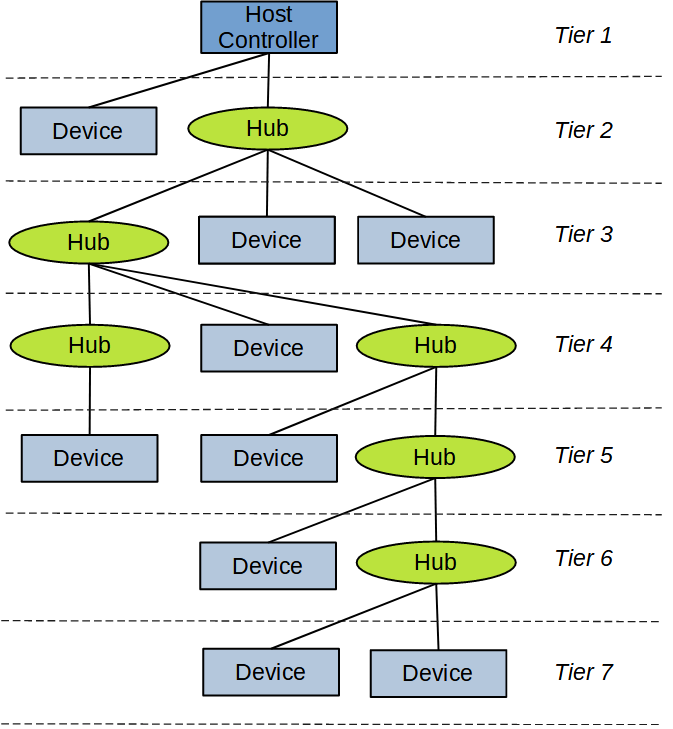 Host
Controller
Tier 1
Device
Hub
Tier 2
Hub
Device
Device
Tier 3
Hub
Device
Hub
Tier 4
Device
Device
Hub
Tier 5
Device
Hub
Tier 6
Device
Device
Tier 7